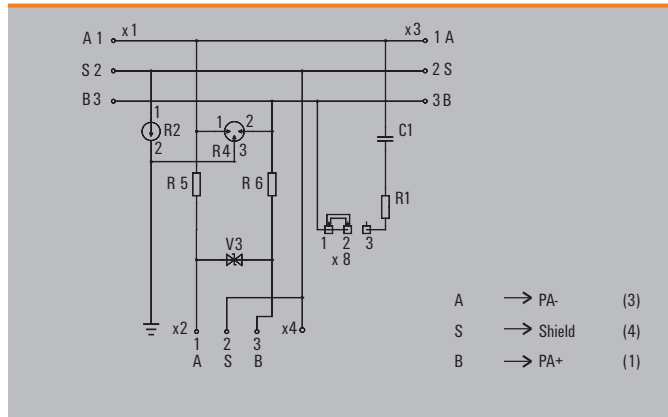 A 1 x1 x3 1 A
S 2 2 S
B 3 3 B
1 1 2 C1
R2
2 R4 3
R 5 R 6 R1
V3 1 2 3
x 8
A → PA- (3)
x2 x4 S → Shield (4)
1 2 3
A S B B → PA+ (1)